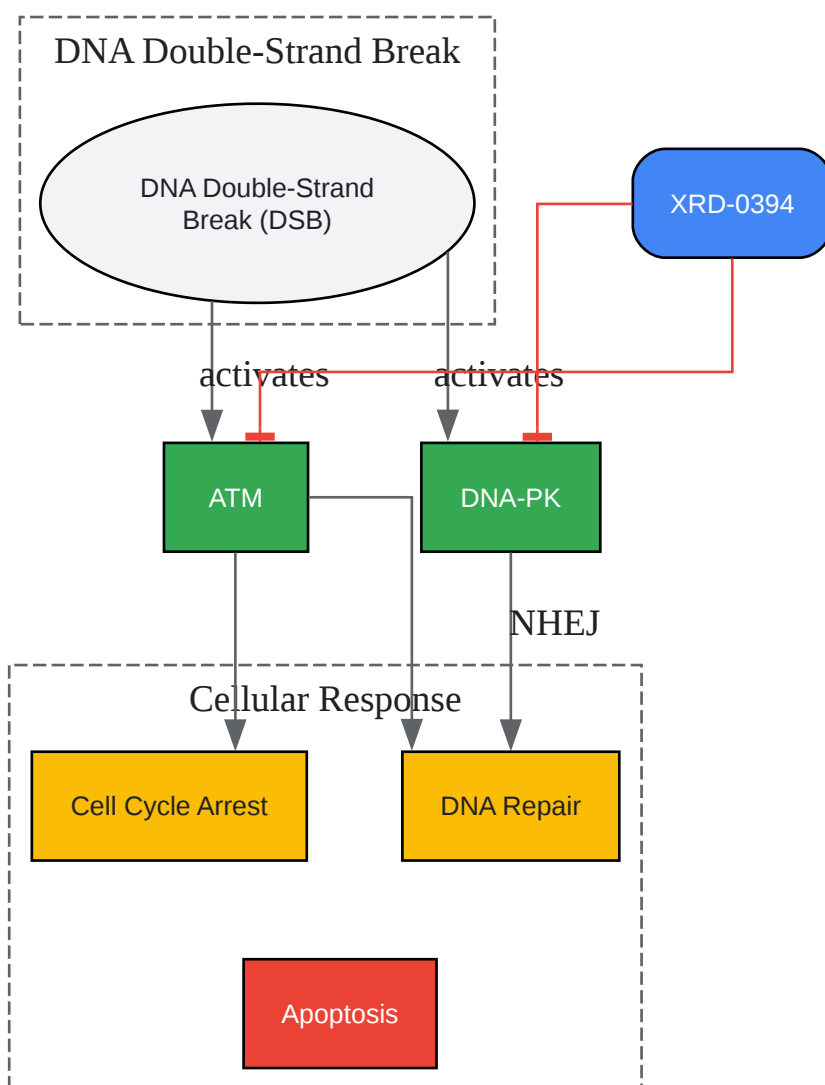 DNA Double-Strand Break
DNA Double-Strand
Break (DSB)
XRD-0394
activates
activates
ATM
DNA-PK
NHEJ
Cellular Response
Cell Cycle Arrest
DNA Repair
Apoptosis